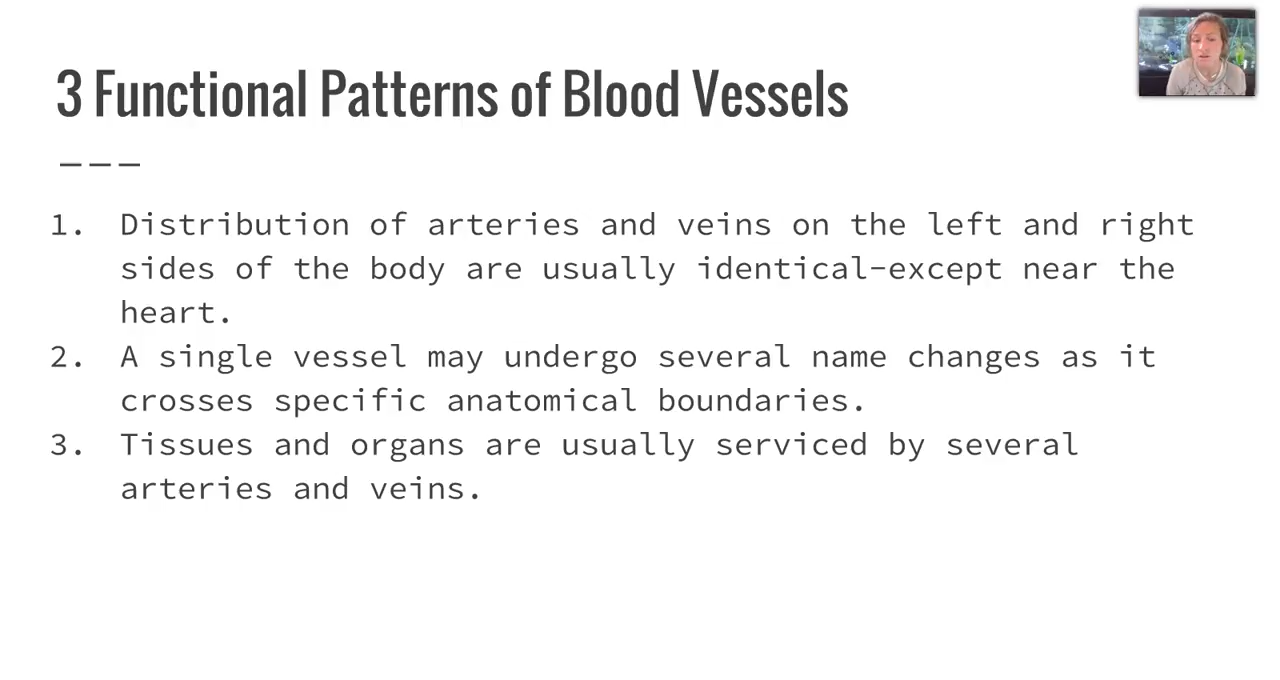 3 Functional Patterns of Blood Vessels
1. Distribution of arteries and veins on the left and right
sides of the body are usually identical-except near the
heart.
2. A single vessel may undergo several name changes as it
crosses specific anatomical boundaries.
3. Tissues and organs are usually serviced by several
arteries and veins.